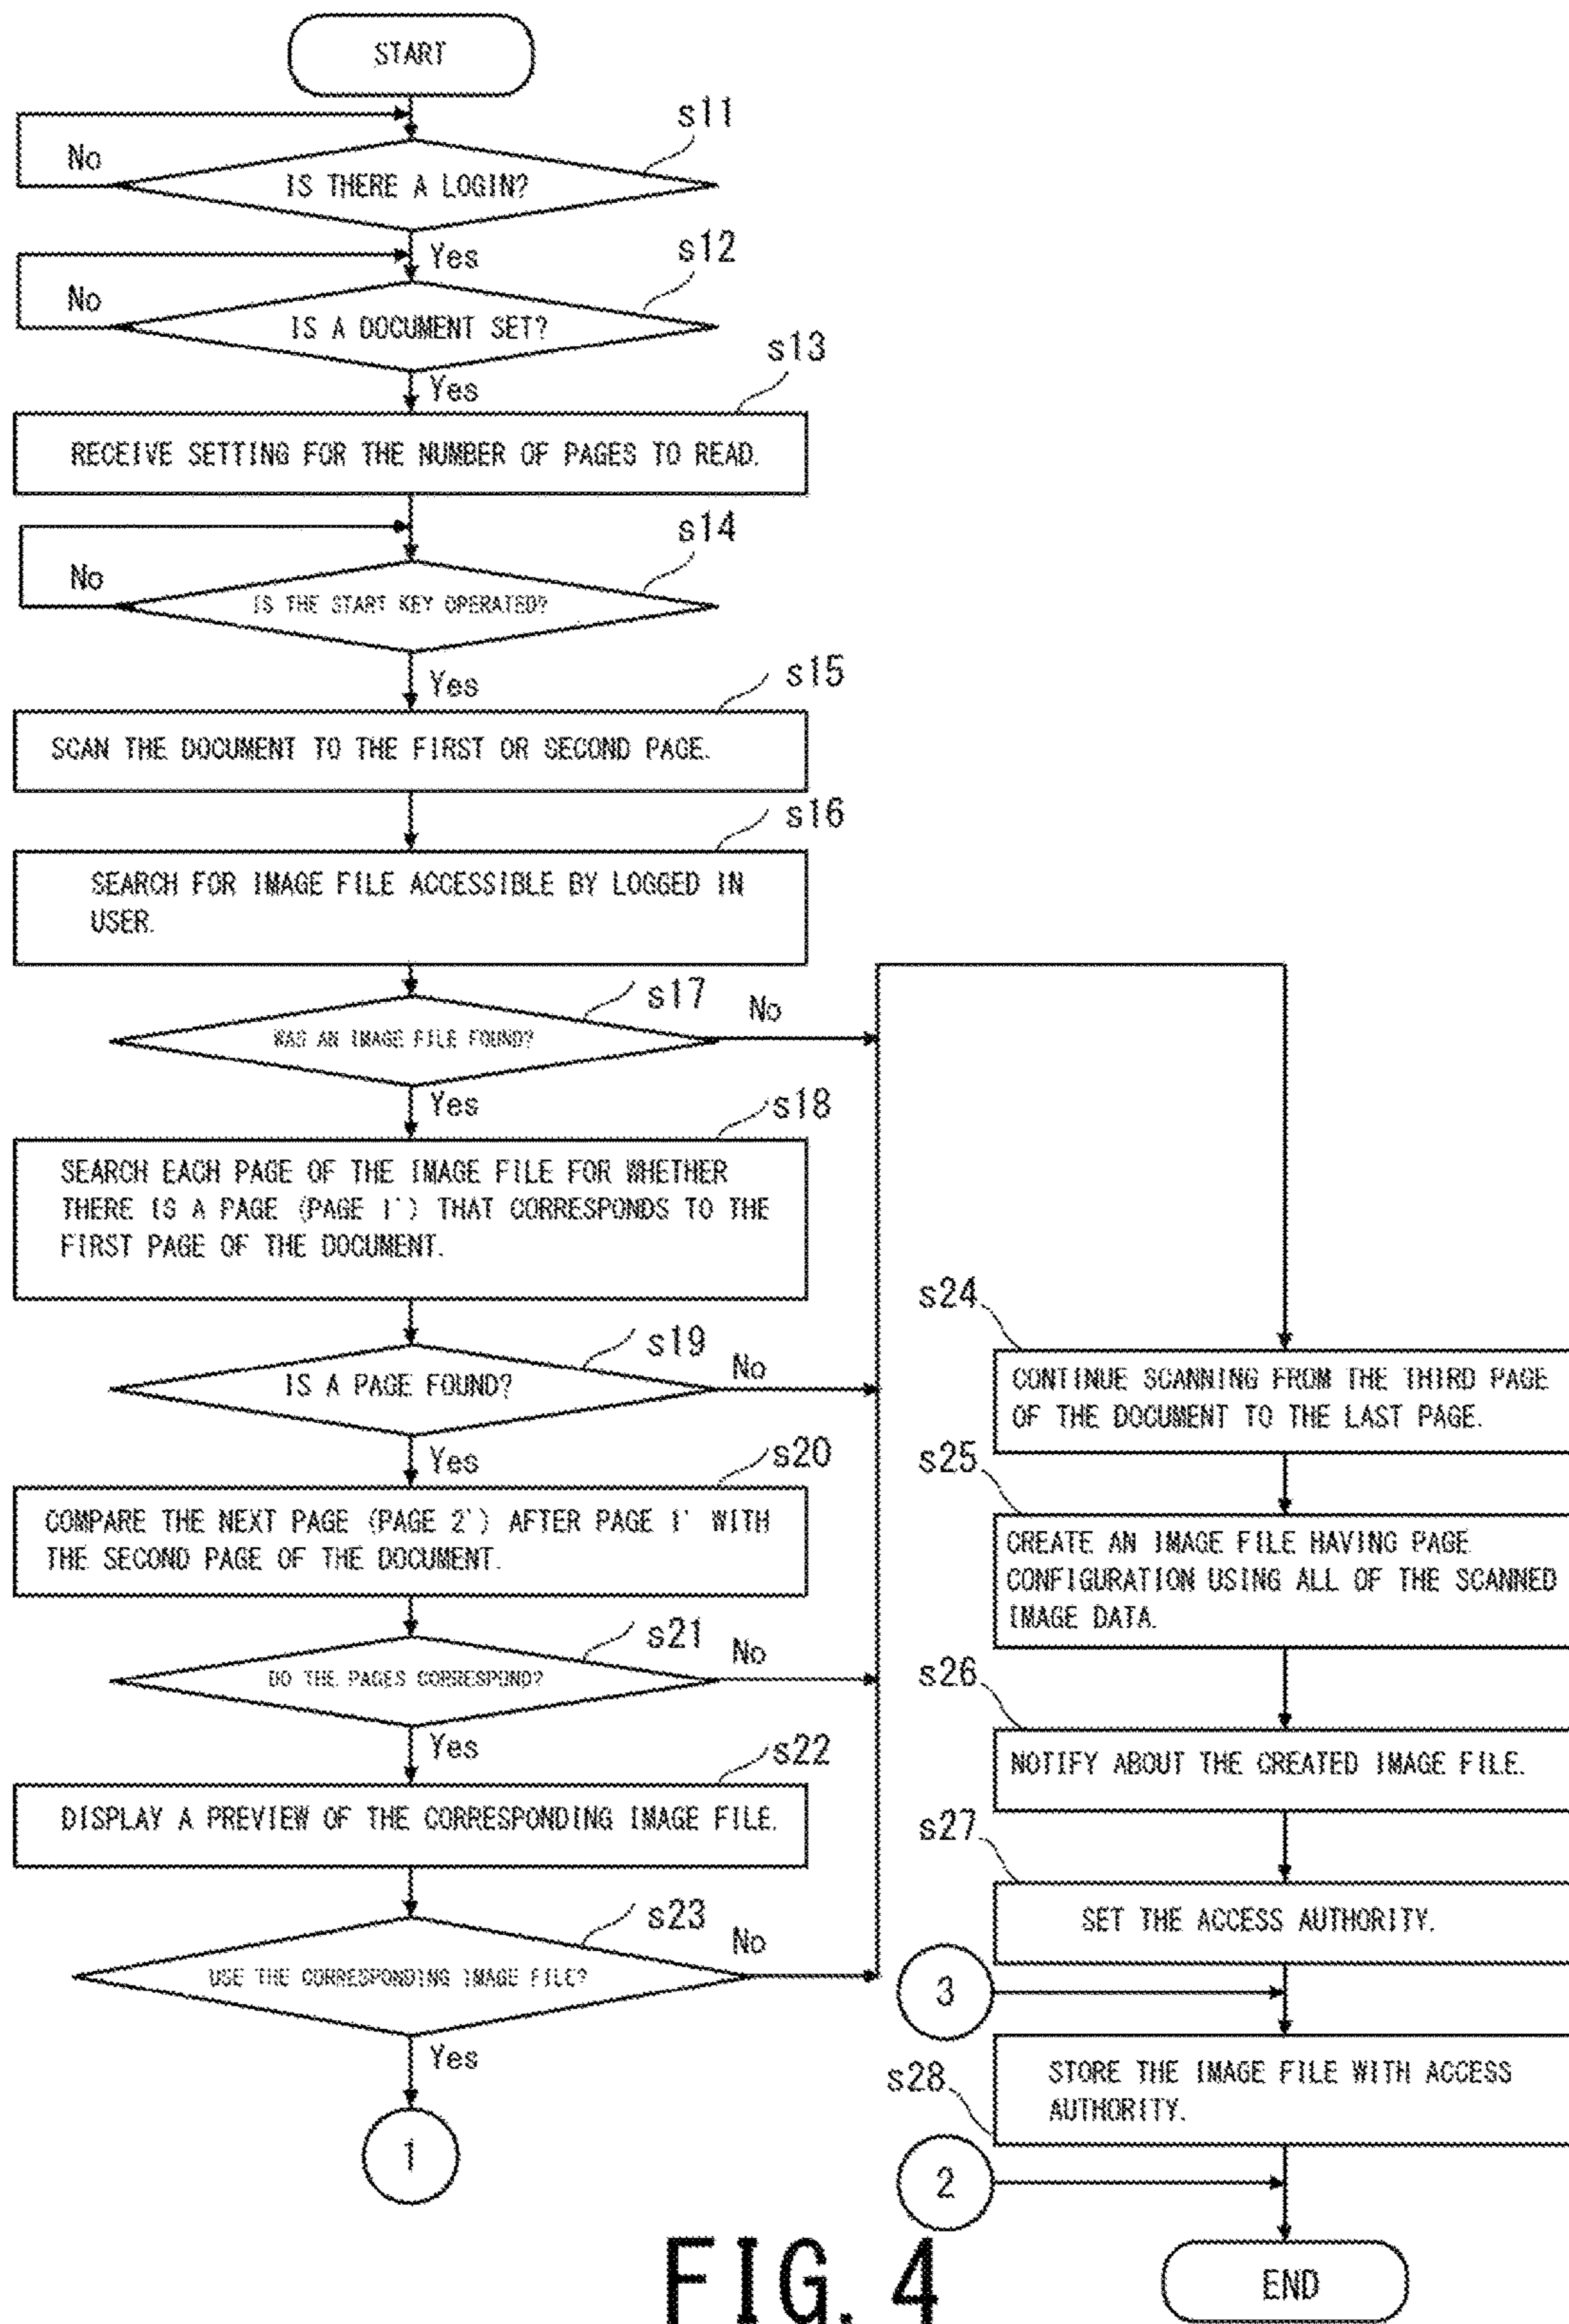 START
s11
No
IS THERE A LOGIN?
Yes
s12
No
IS A DOCUMENT SET?
Yes
s13
RECEIVE SETTING FOR THE NUMBER OF PAGES TO READ.
s14
No
IS THE START KEY OPERATED?
Yes
s15
SCAN THE DOCUMENT TO THE FIRST OR SECOND PAGE.
s16
SEARCH FOR IMAGE FILE ACCESSIBLE BY LOGGED IN
USER.
s17
No
WAS AN IMAGE FILE FOUND?
Yes
s18
SEARCH EACH PAGE OF THE IMAGE FILE FOR WHETHER
THERE IS A PAGE (PAGE 1') THAT CORRESPONDS TO THE
FIRST PAGE OF THE DOCUMENT.
s19
No
IS A PAGE FOUND?
Yes
s20
COMPARE THE NEXT PAGE (PAGE 2') AFTER PAGE 1' WITH
THE SECOND PAGE OF THE DOCUMENT.
s21
No
DO THE PAGES CORRESPOND?
Yes
s22
DISPLAY A PREVIEW OF THE CORRESPONDING IMAGE FILE.
s23
No
USE THE CORRESPONDING IMAGE FILE?
Yes
1
s24
CONTINUE SCANNING FROM THE THIRD PAGE
OF THE DOCUMENT TO THE LAST PAGE.
s25
CREATE AN IMAGE FILE HAVING PAGE
CONFIGURATION USING ALL OF THE SCANNED
IMAGE DATA.
s26
NOTIFY ABOUT THE CREATED IMAGE FILE.
s27
SET THE ACCESS AUTHORITY.
3
s28
STORE THE IMAGE FILE WITH ACCESS
AUTHORITY.
2
END
FIG. 4